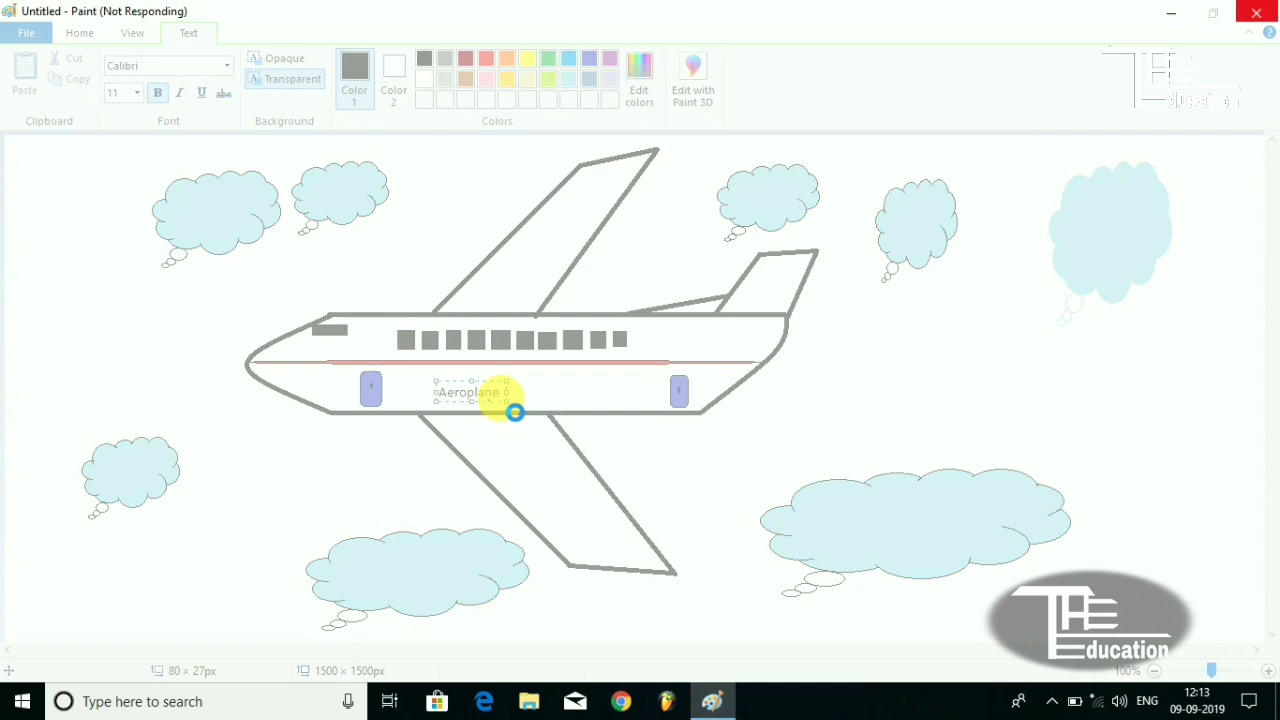 Untitled - Paint (Not Responding)
File
Home
View
Text
Paste
Cut
Copy
Clipboard
Calibri
11
B
I
U
abc
Font
Opaque
Transparent
Background
Color 1
Color 2
Edit colors
Colors
Edit with Paint 3D
Aeroplane
THE
Education
80 × 27px
1500 × 1500px
100%
Type here to search
ENG
12:13
09-09-2019